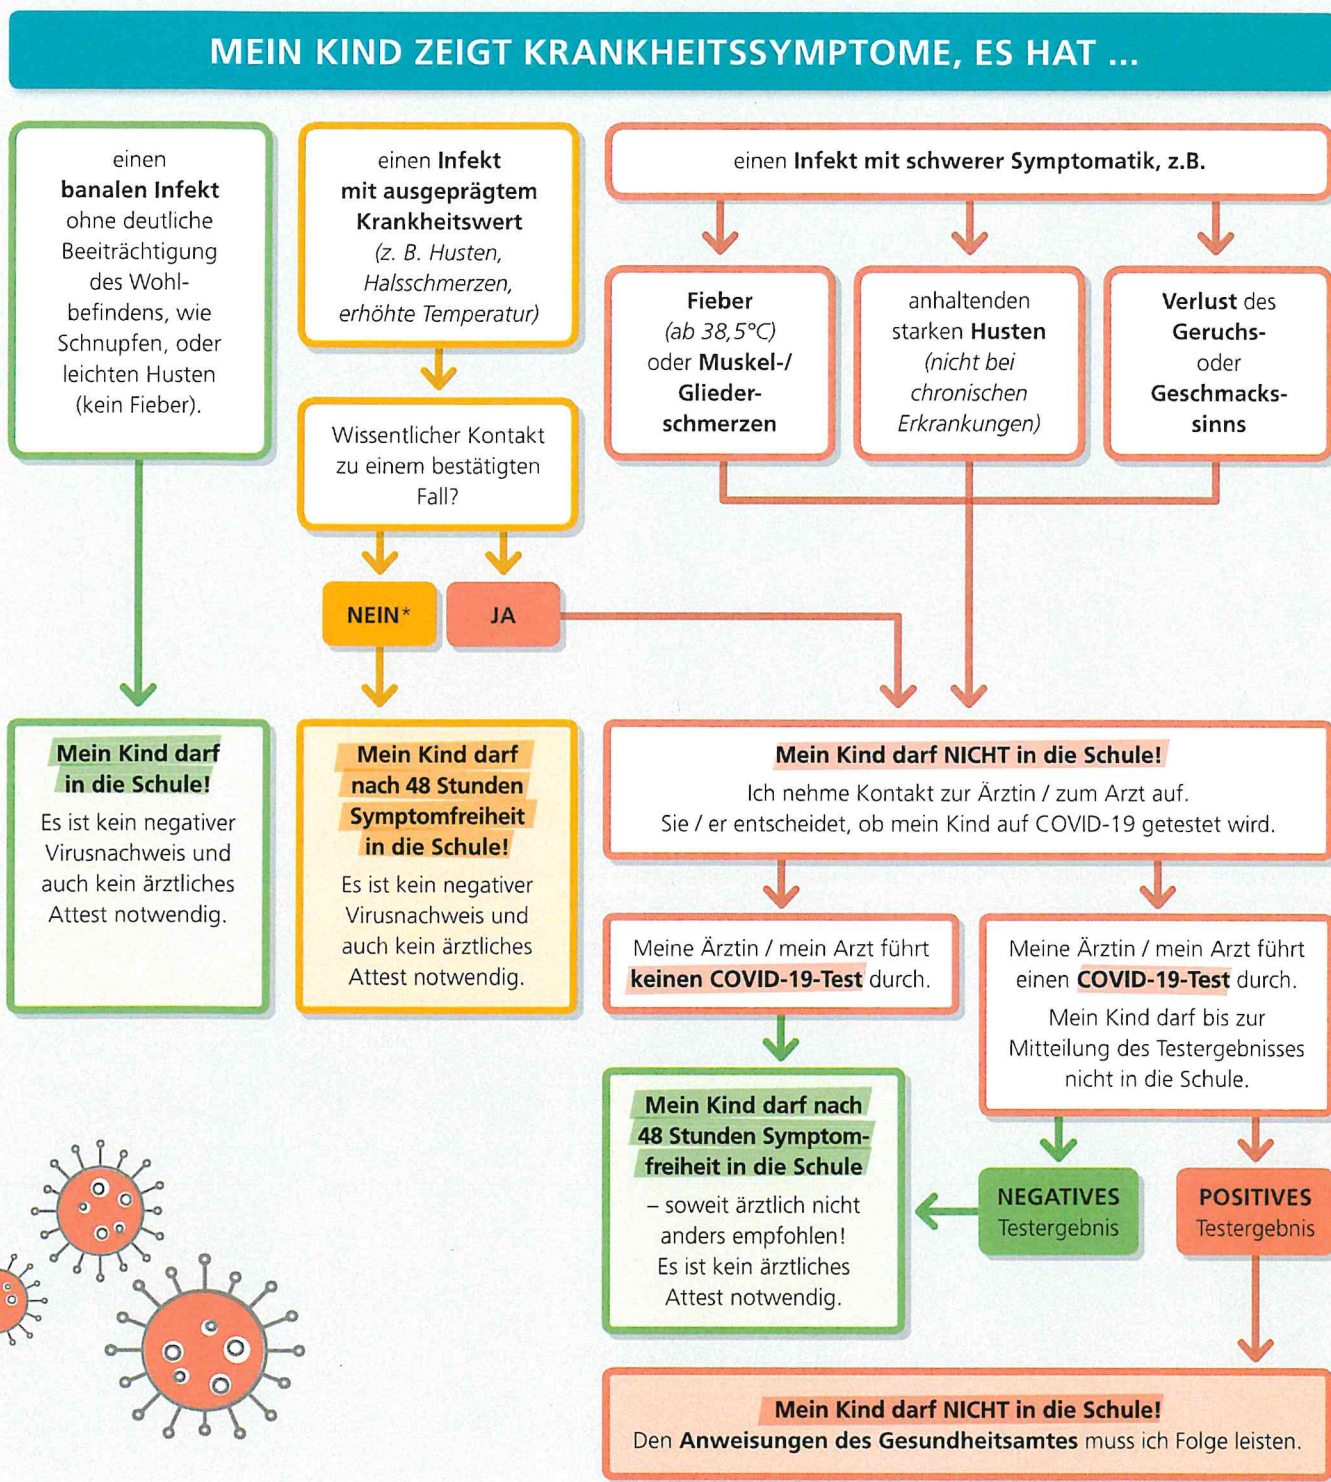 MEIN KIND ZEIGT KRANKHEITSSYMPTOME, ES HAT ...
einen
banalen Infekt
ohne deutliche
Beeiträchtigung
des Wohl-
befindens, wie
Schnupfen, oder
leichten Husten
(kein Fieber).
einen Infekt
mit ausgeprägtem
Krankheitswert
(z. B. Husten,
Halsschmerzen,
erhöhte Temperatur)
einen Infekt mit schwerer Symptomatik, z.B.
Fieber
(ab 38,5°C)
oder Muskel-/
Glieder-
schmerzen
anhaltenden
starken Husten
(nicht bei
chronischen
Erkrankungen)
Verlust des
Geruchs-
oder
Geschmacks-
sinns
Wissentlicher Kontakt
zu einem bestätigten
Fall?
NEIN*
JA
Mein Kind darf
in die Schule!
Es ist kein negativer
Virusnachweis und
auch kein ärztliches
Attest notwendig.
Mein Kind darf
nach 48 Stunden
Symptomfreiheit
in die Schule!
Es ist kein negativer
Virusnachweis und
auch kein ärztliches
Attest notwendig.
Mein Kind darf NICHT in die Schule!
Ich nehme Kontakt zur Ärztin / zum Arzt auf.
Sie / er entscheidet, ob mein Kind auf COVID-19 getestet wird.
Meine Ärztin / mein Arzt führt
keinen COVID-19-Test durch.
Meine Ärztin / mein Arzt führt
einen COVID-19-Test durch.
Mein Kind darf bis zur
Mitteilung des Testergebnisses
nicht in die Schule.
Mein Kind darf nach
48 Stunden Symptom-
freiheit in die Schule
– soweit ärztlich nicht
anders empfohlen!
Es ist kein ärztliches
Attest notwendig.
NEGATIVES
Testergebnis
POSITIVES
Testergebnis
Mein Kind darf NICHT in die Schule!
Den Anweisungen des Gesundheitsamtes muss ich Folge leisten.